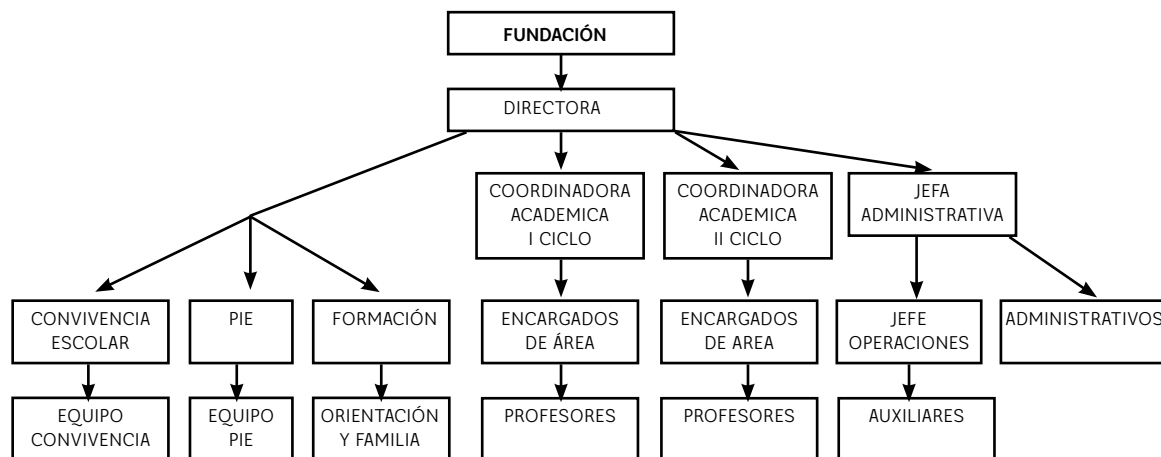 FUNDACIÓN
DIRECTORA
COORDINADORA
ACADEMICA
I CICLO
COORDINADORA
ACADEMICA
II CICLO
JEFA
ADMINISTRATIVA
CONVIVENCIA
ESCOLAR
PIE
FORMACIÓN
ENCARGADOS
DE ÁREA
ENCARGADOS
DE AREA
JEFE
OPERACIONES
ADMINISTRATIVOS
EQUIPO
CONVIVENCIA
EQUIPO
PIE
ORIENTACIÓN
Y FAMILIA
PROFESORES
PROFESORES
AUXILIARES